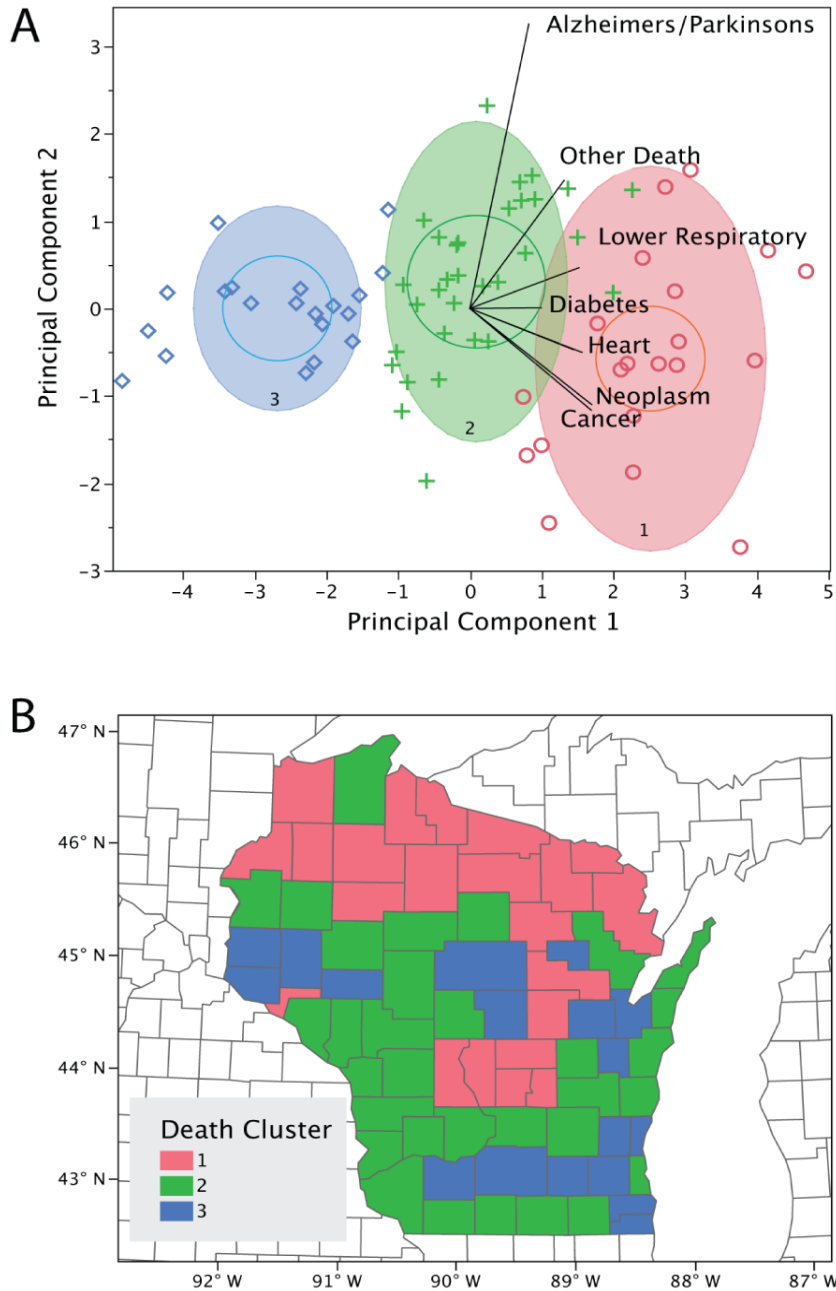 A
Alzheimers/Parkinsons
Other Death
Lower Respiratory
Diabetes
Heart
Neoplasm
Cancer
3
2
1
3
2
1
0
−1
−2
−3
Principal Component 2
−4 −3 −2 −1 0 1 2 3 4 5
Principal Component 1
B
47° N
46° N
45° N
44° N
43° N
Death Cluster
1
2
3
92° W 91° W 90° W 89° W 88° W 87° W